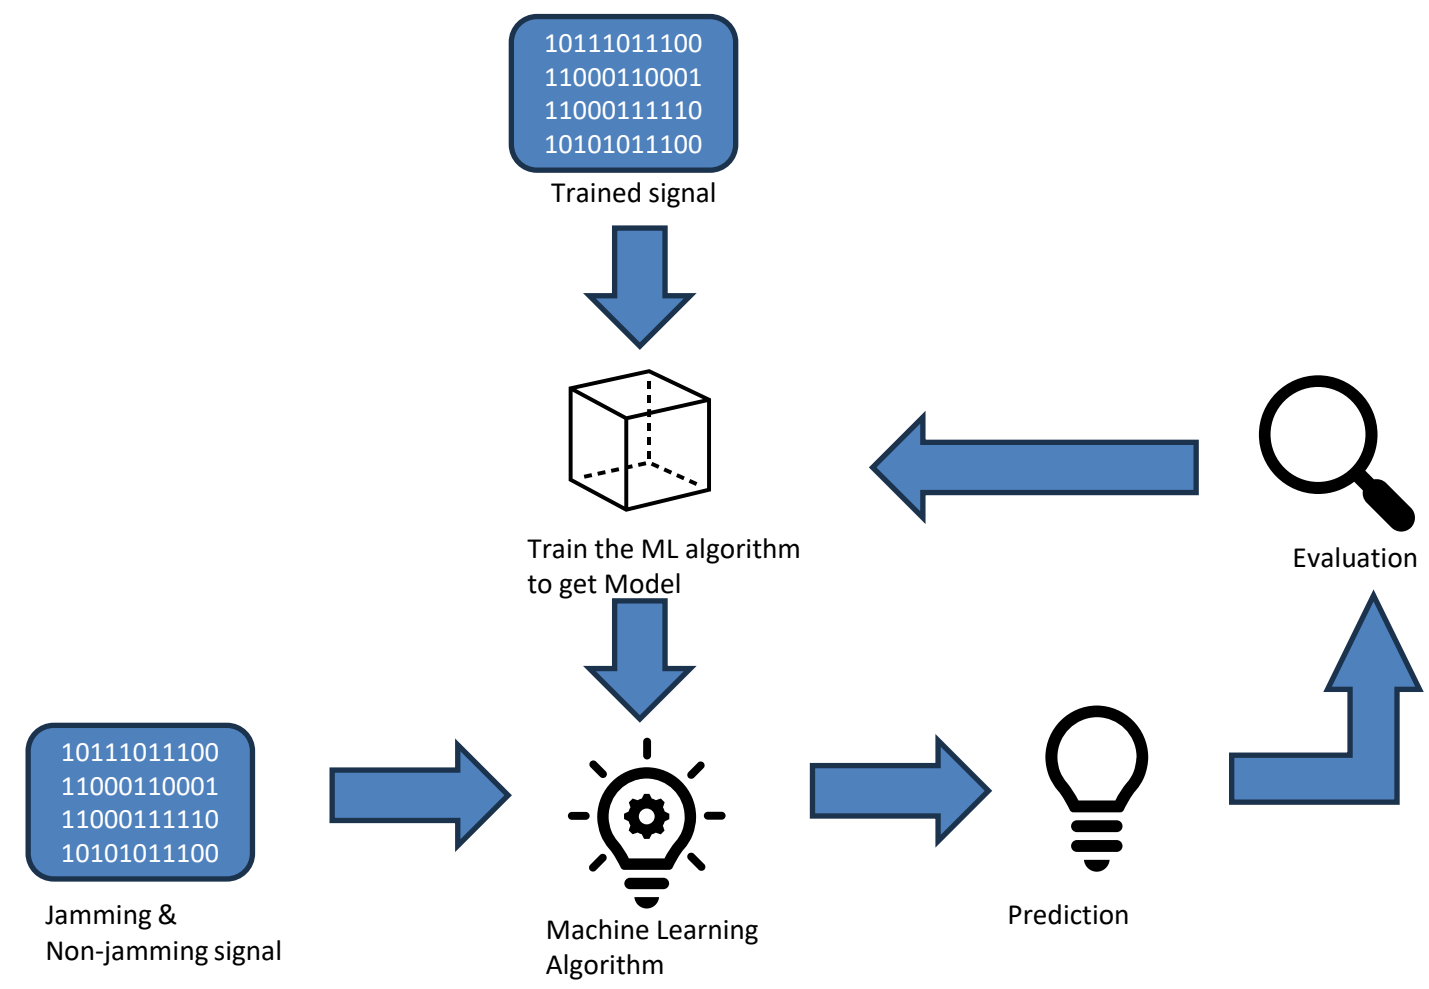 10111011100
11000110001
11000111110
10101011100
Trained signal
Train the ML algorithm
to get Model
Evaluation
10111011100
11000110001
11000111110
10101011100
Jamming &
Non-jamming signal
Machine Learning
Algorithm
Prediction